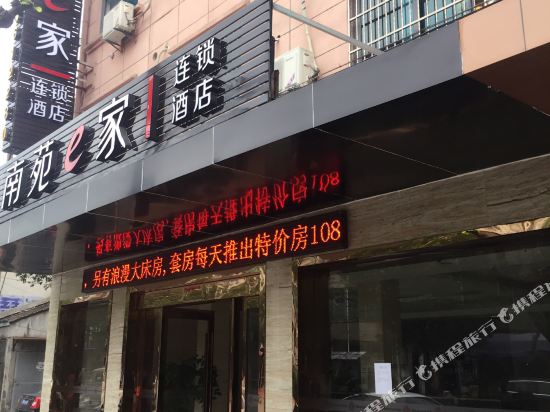 e家
连锁
酒店
南苑e家
连锁
酒店
，另有浪漫大床房，套房每天推出特价房108
携程旅行